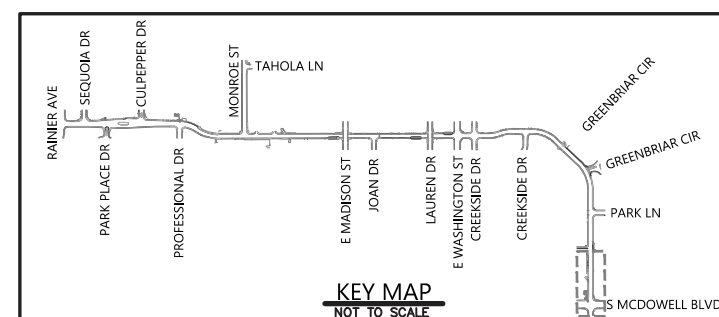 RAINIER AVE
SEQUOIA DR
PARK PLACE DR
CULPEPPER DR
PROFESSIONAL DR
MONROE ST
TAHOLA LN
E MADISON ST
JOAN DR
LAUREN DR
E WASHINGTON ST
CREEKSIDE DR
CREEKSIDE DR
GREENBRIAR CIR
GREENBRIAR CIR
PARK LN
S MCDOWELL BLVD
KEY MAP
NOT TO SCALE